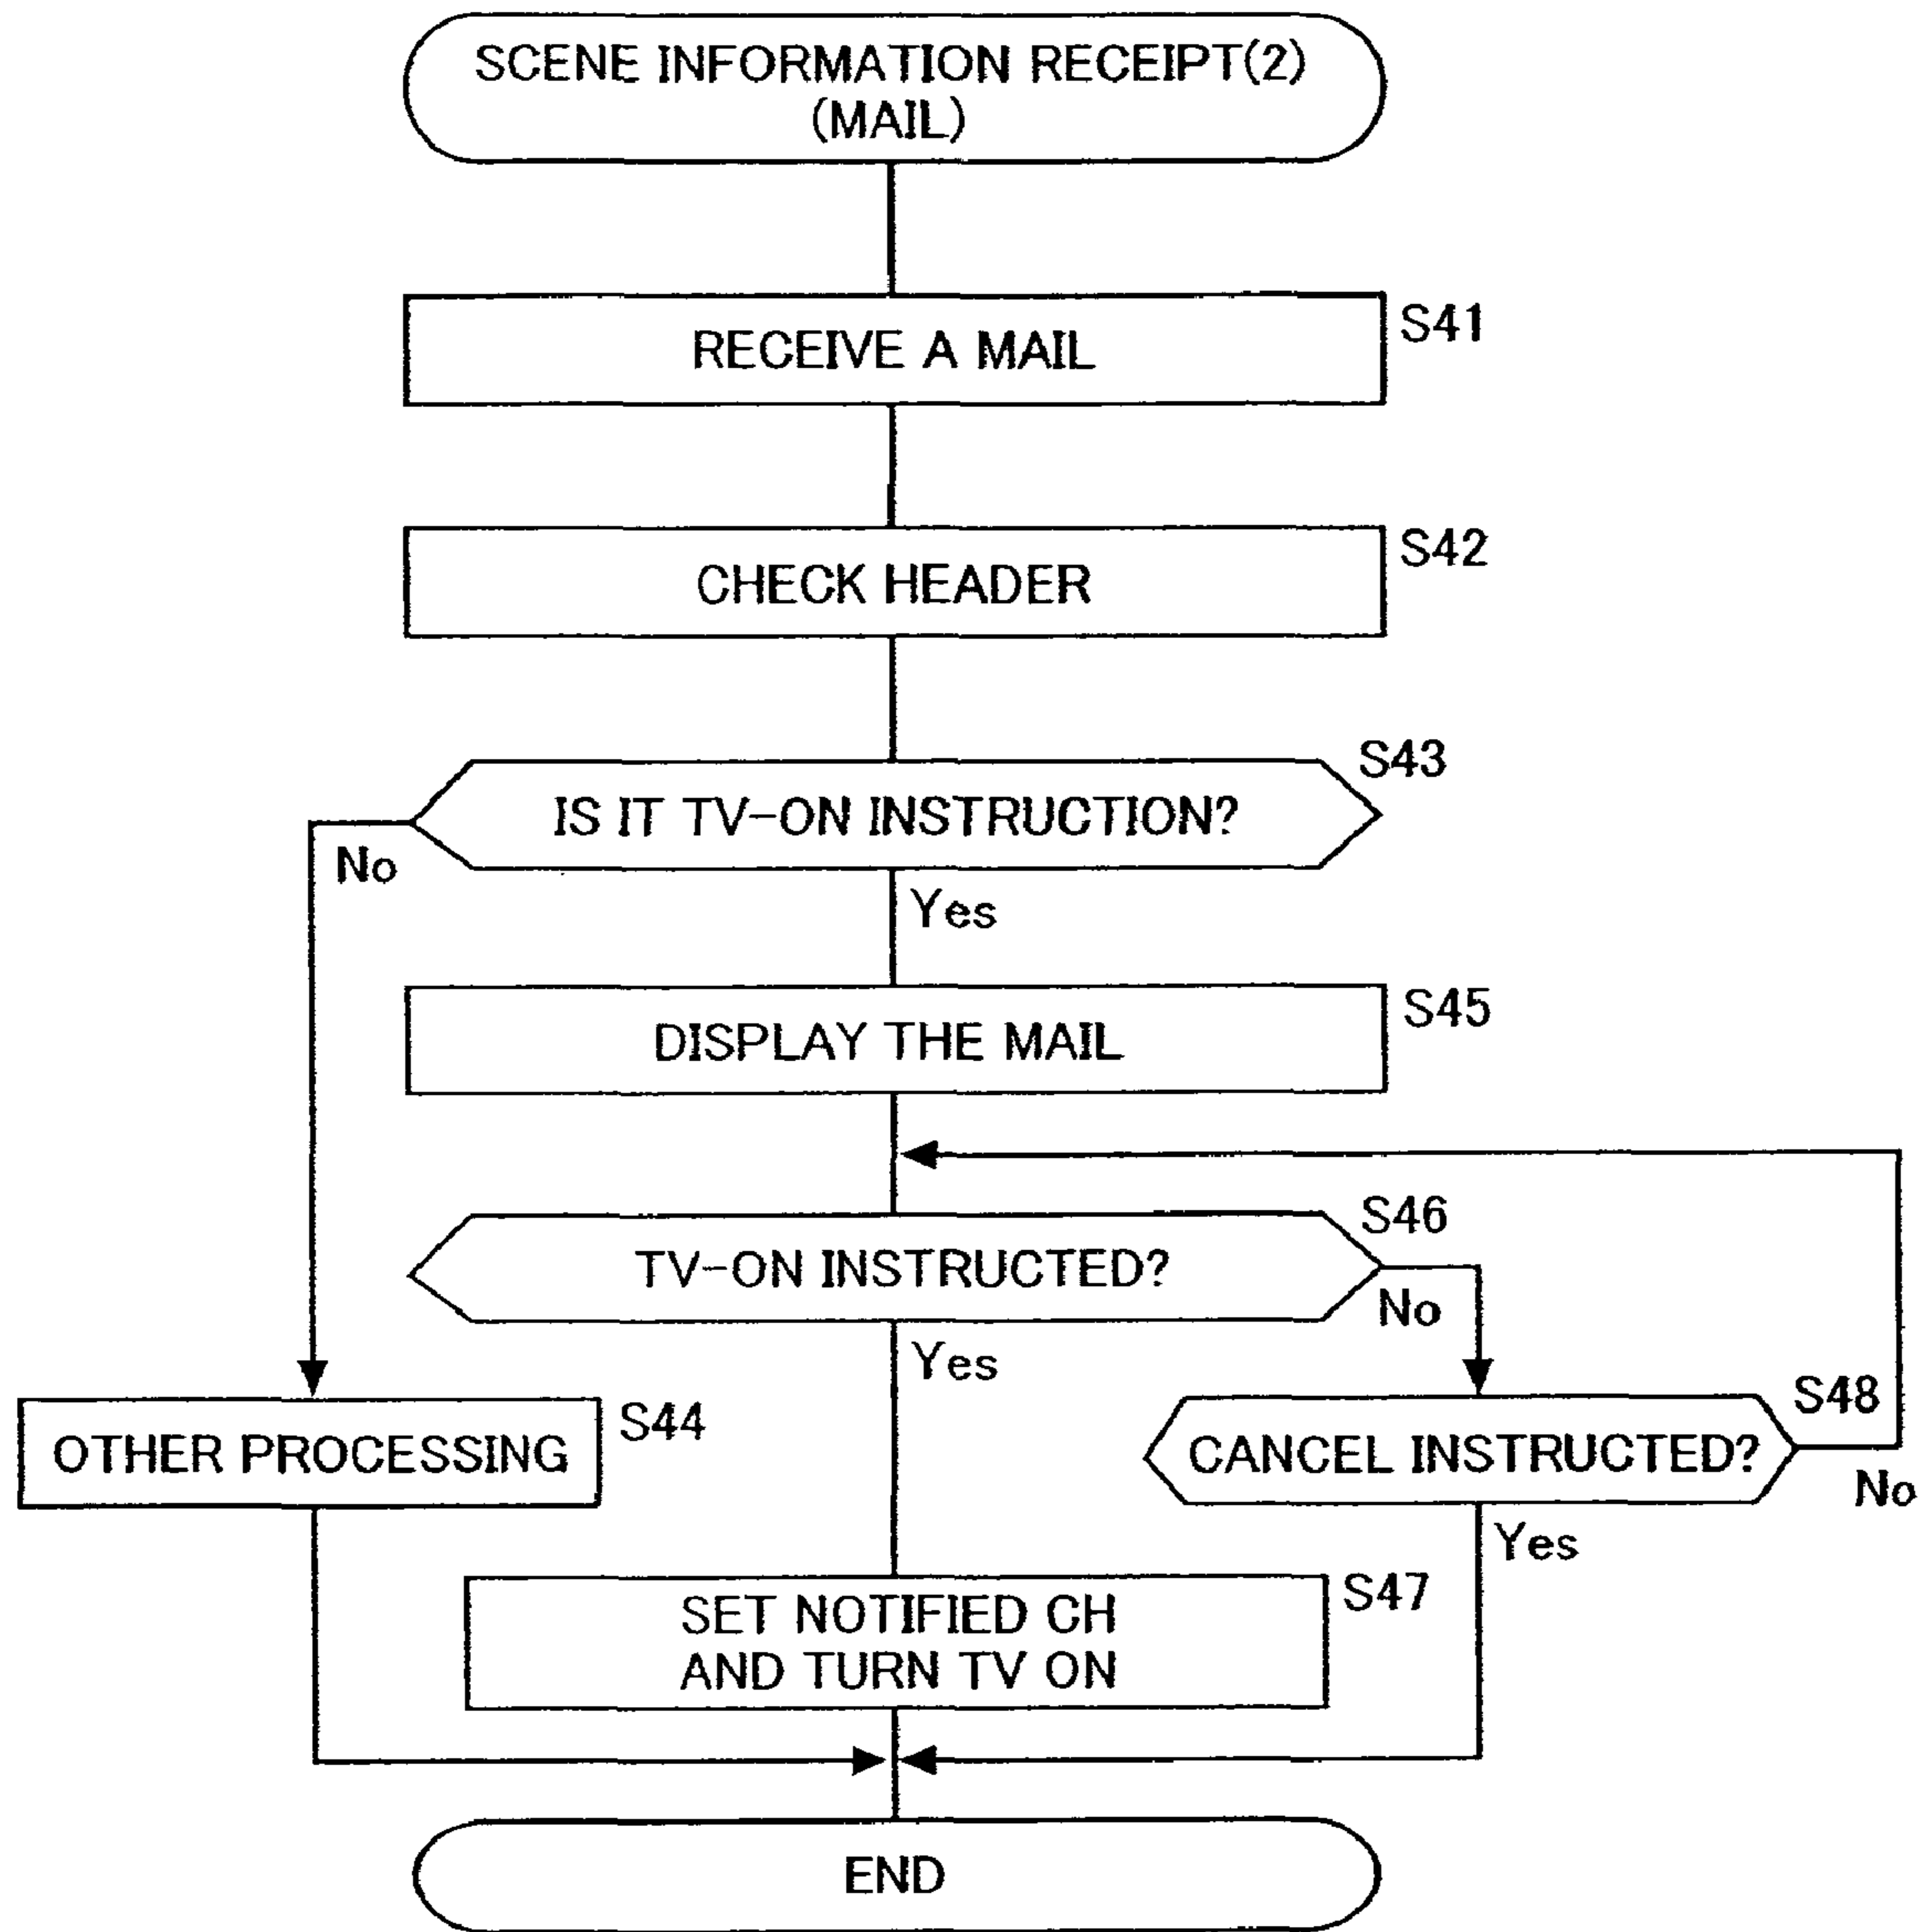 SCENE INFORMATION RECEIPT(2)
(MAIL)
S41
RECEIVE A MAIL
S42
CHECK HEADER
S43
IS IT TV-ON INSTRUCTION?
No
Yes
S45
DISPLAY THE MAIL
S46
TV-ON INSTRUCTED?
No
Yes
S44
OTHER PROCESSING
S48
CANCEL INSTRUCTED?
No
Yes
S47
SET NOTIFIED CH
AND TURN TV ON
END